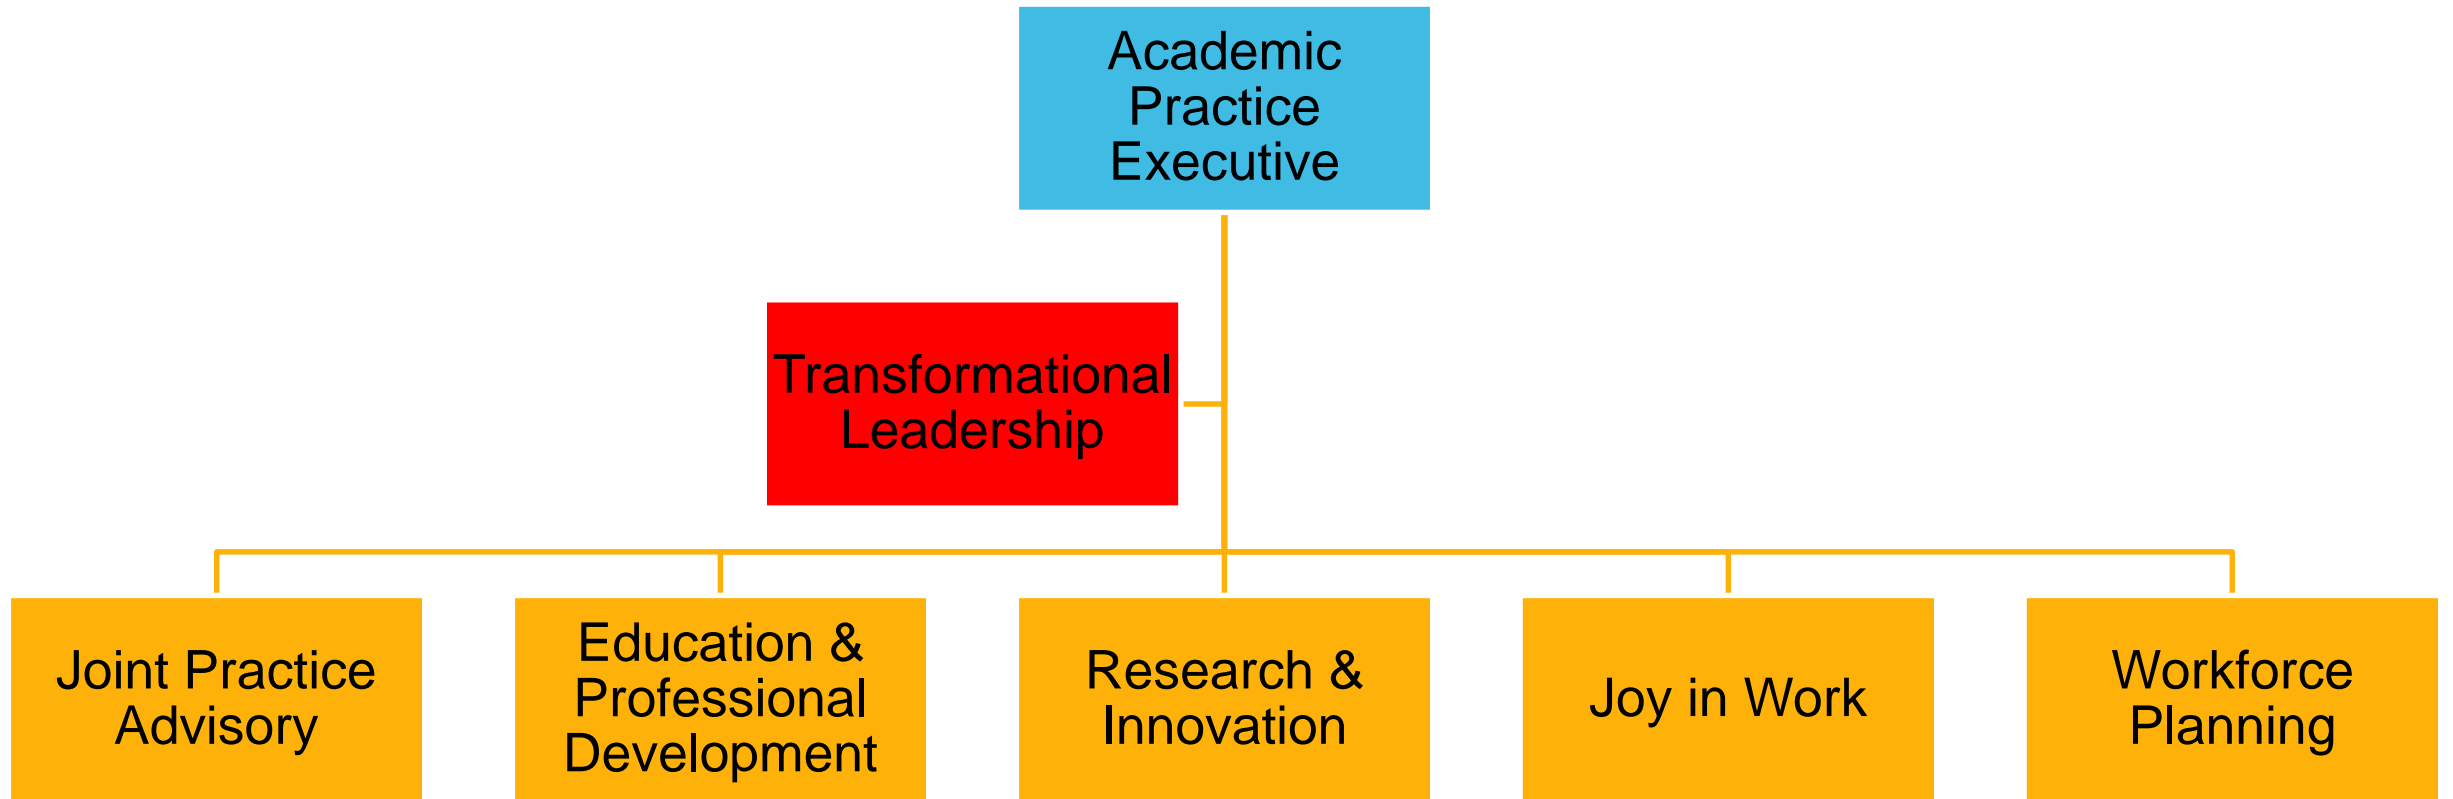 Academic
Practice
Executive
Transformational
Leadership
Joint Practice
Advisory
Education &
Professional
Development
Research &
Innovation
Joy in Work
Workforce
Planning